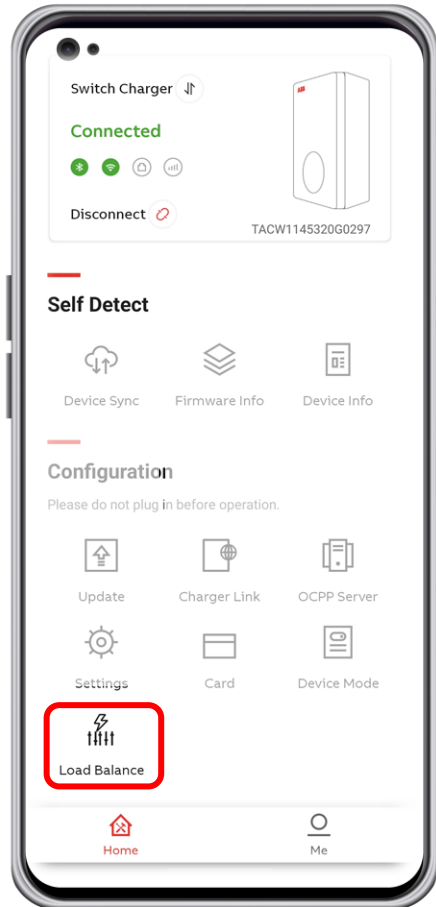 Switch Charger
ABB
Connected
Disconnect
TACW1145320G0297
Self Detect
Device Sync Firmware Info Device Info
Configuration
Please do not plug in before operation.
Update Charger Link OCPP Server
Settings Card Device Mode
Load Balance
Home Me